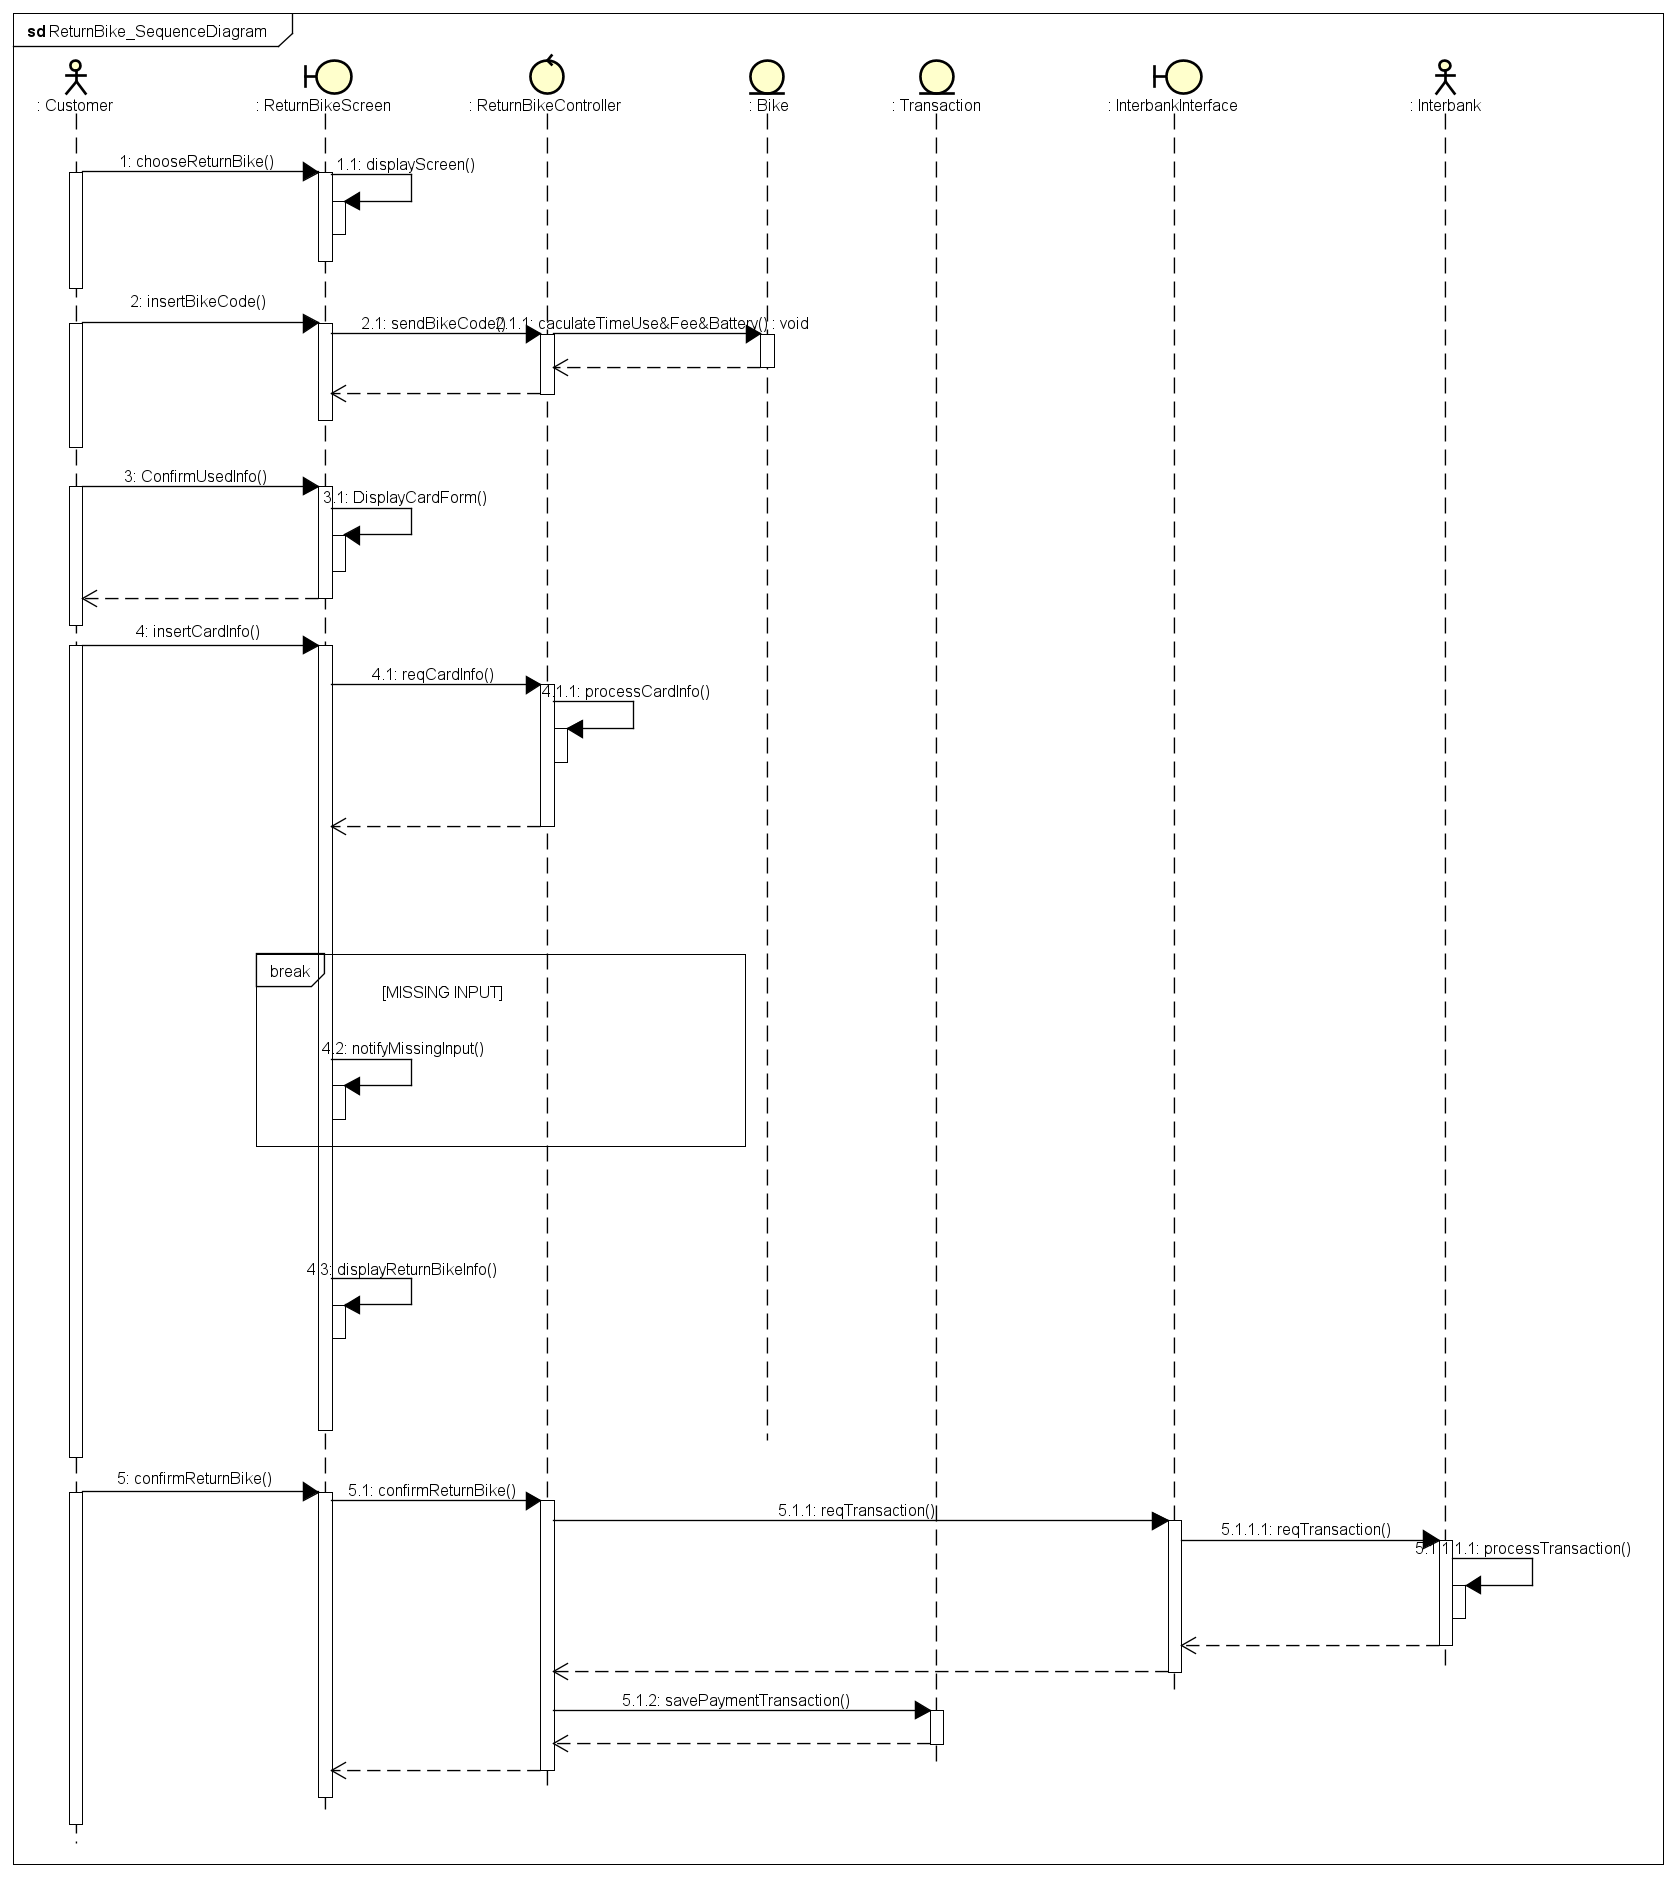 sd ReturnBike_SequenceDiagram
: Customer
: ReturnBikeScreen
: ReturnBikeController
: Bike
: Transaction
: InterbankInterface
: Interbank
1: chooseReturnBike()
1.1: displayScreen()
2: insertBikeCode()
2.1: sendBikeCode()
2.1.1: caculateTimeUse&Fee&Battery() : void
3: ConfirmUsedInfo()
3.1: DisplayCardForm()
4: insertCardInfo()
4.1: reqCardInfo()
4.1.1: processCardInfo()
break
[MISSING INPUT]
4.2: notifyMissingInput()
4.3: displayReturnBikeInfo()
5: confirmReturnBike()
5.1: confirmReturnBike()
5.1.1: reqTransaction()
5.1.1.1: reqTransaction()
5.1.1.1.1: processTransaction()
5.1.2: savePaymentTransaction()